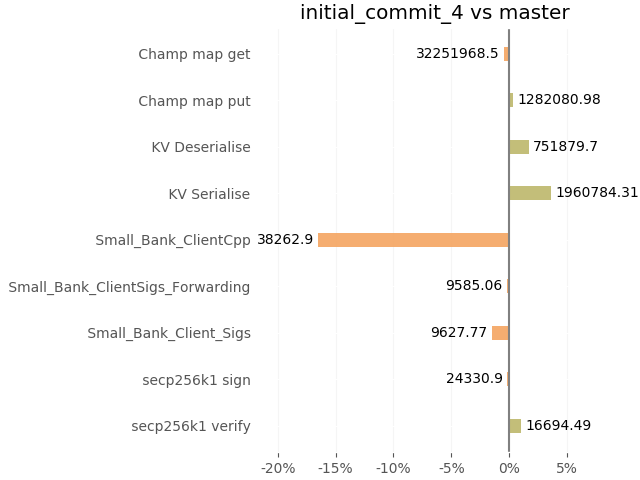 initial_commit_4 vs master
Champ map get 32251968.5
Champ map put 1282080.98
KV Deserialise 751879.7
KV Serialise 1960784.31
Small_Bank_ClientCpp 38262.9
Small_Bank_ClientSigs_Forwarding 9585.06
Small_Bank_Client_Sigs 9627.77
secp256k1 sign 24330.9
secp256k1 verify 16694.49
-20% -15% -10% -5% 0% 5%